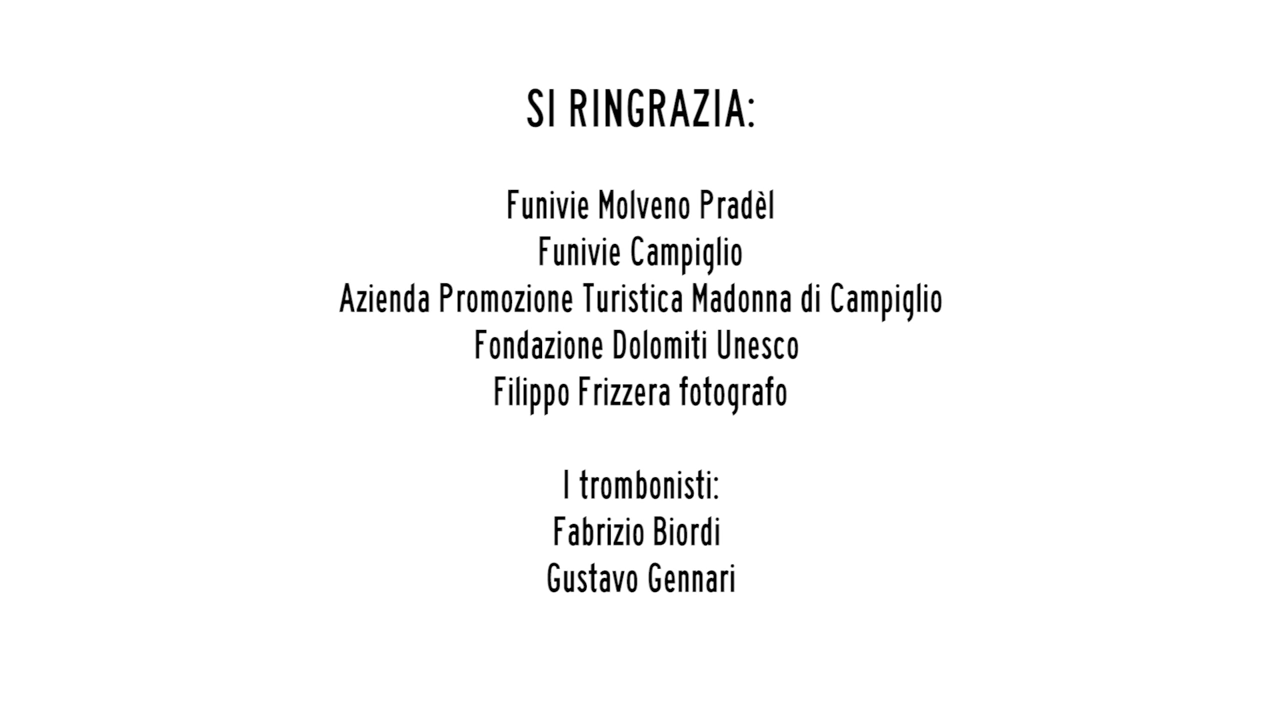 SI RINGRAZIA:
Funivie Molveno Pradèl
Funivie Campiglio
Azienda Promozione Turistica Madonna di Campiglio
Fondazione Dolomiti Unesco
Filippo Frizzera fotografo
I trombonisti:
Fabrizio Biordi
Gustavo Gennari